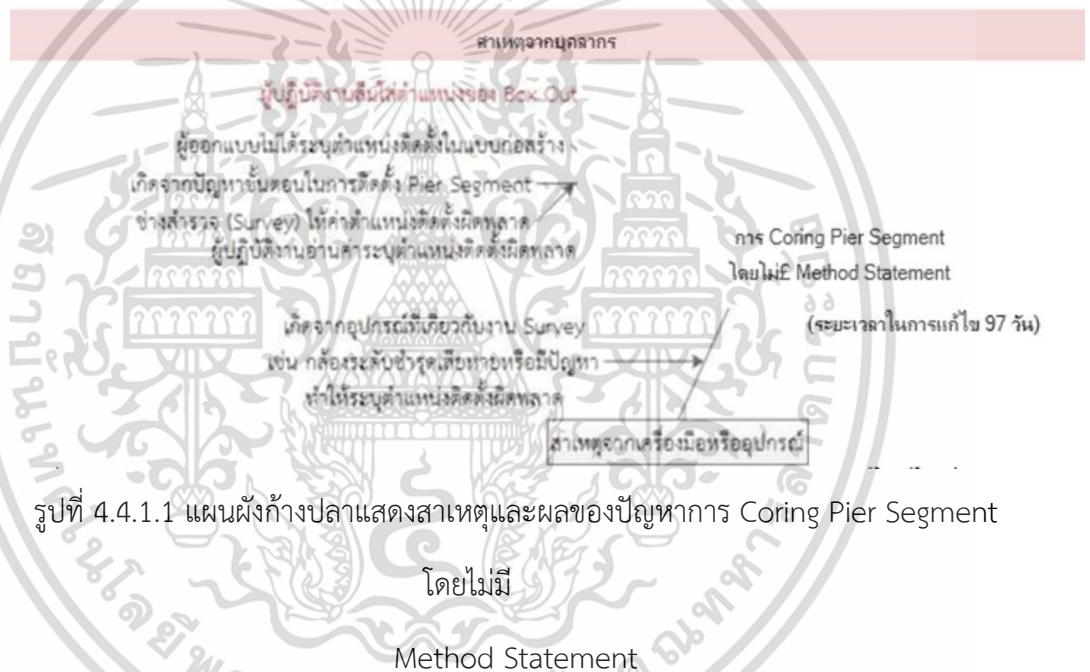 สาเหตุจากบุคลากร
ผู้ปฏิบัติงานลืมใส่ตำแหน่งของ Box Out
ผู้ออกแบบไม่ได้ระบุตำแหน่งติดตั้งในแบบก่อสร้าง
เกิดจากปัญหาขั้นตอนในการติดตั้ง Pier Segment
ช่างสำรวจ (Survey) ให้ค่าตำแหน่งติดตั้งผิดพลาด
ผู้ปฏิบัติงานอ่านค่าระบุตำแหน่งติดตั้งผิดพลาด
การ Coring Pier Segment
โดยไม่£ Method Statement
(ระยะเวลาในการแก้ไข 97 วัน)
เกิดจากอุปกรณ์ที่เกี่ยวกับงาน Survey
เช่น กล้องระดับชำรุดเสียหายหรือมีปัญหา
ทำให้ระบุตำแหน่งติดตั้งผิดพลาด
สาเหตุจากเครื่องมือหรืออุปกรณ์
รูปที่ 4.4.1.1 แผนผังก้างปลาแสดงสาเหตุและผลของปัญหาการ Coring Pier Segment
โดยไม่มี
Method Statement